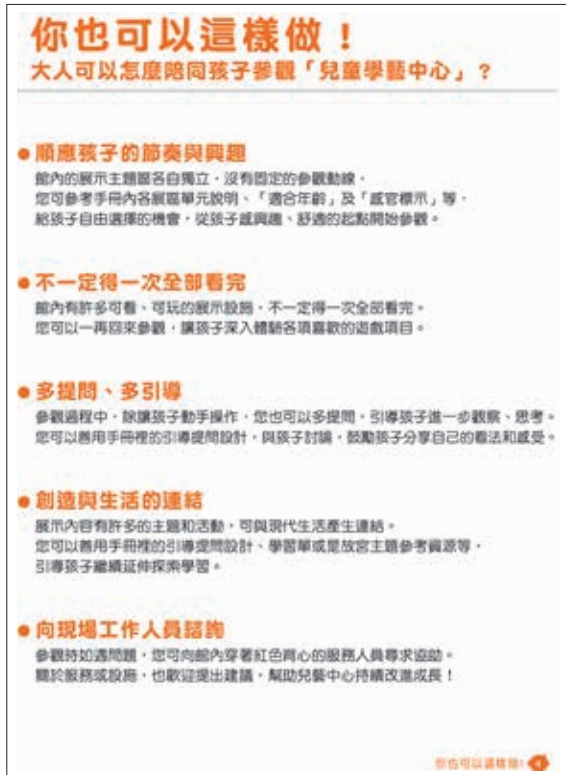 你也可以這樣做！
大人可以怎麼陪同孩子參觀「兒童學藝中心」？
● 順應孩子的節奏與興趣
館內的展示主題區各自獨立，沒有固定的參觀動線，
您可參考手冊內各展區單元說明、「適合年齡」及「感官標示」等，
給孩子自由選擇的機會，從孩子感興趣、舒適的起點開始參觀。
● 不一定得一次全部看完
館內有許多可看、可玩的展示設施，不一定得一次全部看完。
您可以一再回來參觀，讓孩子深入體驗各項喜歡的遊戲項目。
● 多提問、多引導
參觀過程中，除讓孩子動手操作，您也可以多提問，引導孩子進一步觀察、思考。
您可以善用手冊裡的引導提問設計，與孩子討論，鼓勵孩子分享自己的看法和感受。
● 創造與生活的連結
展示內容有許多的主題和活動，可與現代生活產生連結。
您可以善用手冊裡的引導提問設計、學習單或是故宮主題參考資源等，
引導孩子繼續延伸探索學習。
● 向現場工作人員諮詢
參觀時如遇問題，您可向館內穿著紅色背心的服務人員尋求協助。
關於服務或設施，也歡迎提出建議，幫助兒藝中心持續改進成長！
你也可以這樣做! 4